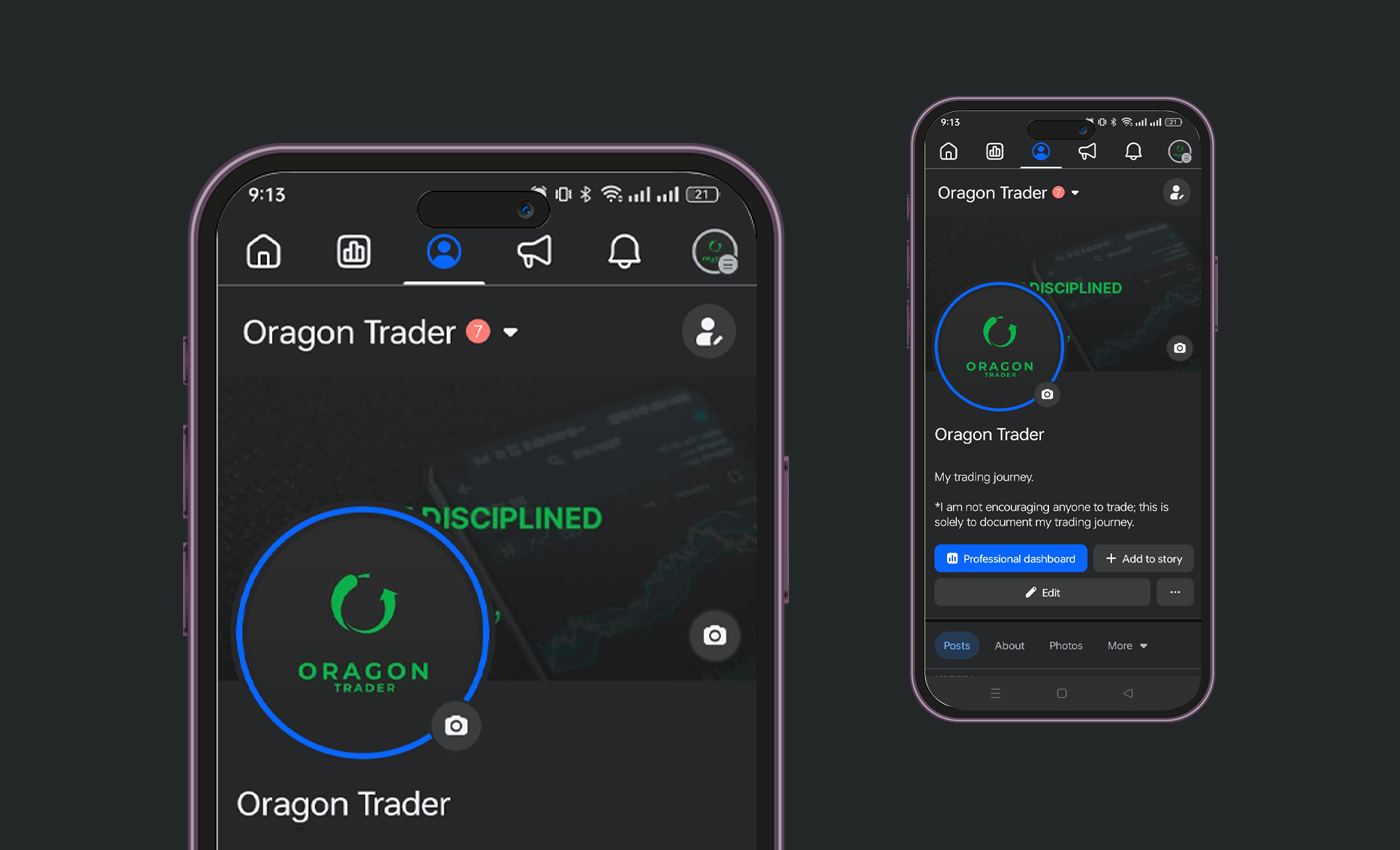 9:13
21
Oragon Trader 7
DISCIPLINED
ORAGON
TRADER
Oragon Trader
9:13
21
Oragon Trader 7
DISCIPLINED
ORAGON
TRADER
Oragon Trader
My trading journey.
*I am not encouraging anyone to trade; this is
solely to document my trading journey.
Professional dashboard
+ Add to story
Edit
Posts About Photos More